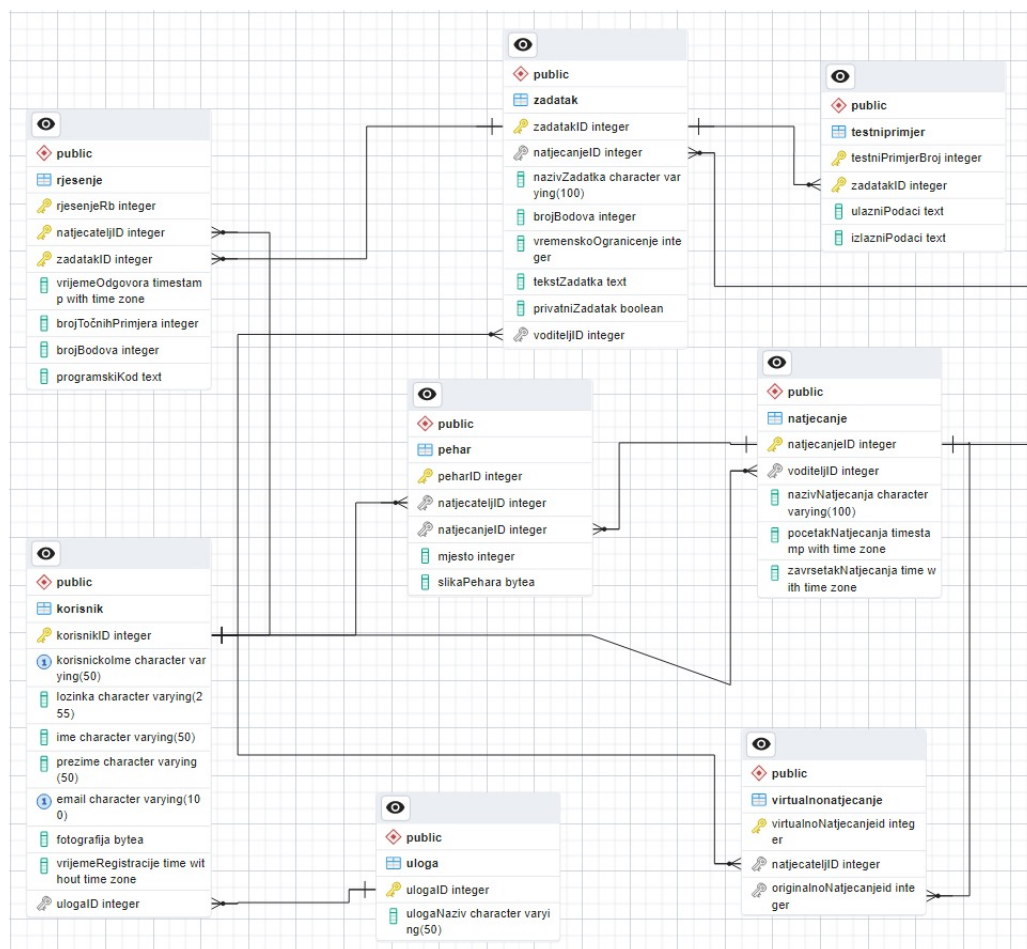 public
zadatak
zadatakID integer
natjecanjeID integer
nazivZadatka character var
ying(100)
brojBodova integer
vremenskoOgranicenje inte
ger
tekstZadatka text
privatniZadatak boolean
voditeljID integer
public
testniprimjer
testniPrimjerBroj integer
zadatakID integer
ulazniPodaci text
izlazniPodaci text
public
rjesenje
rjesenjeRb integer
natjecateljID integer
zadatakID integer
vrijemeOdgovora timestam
p with time zone
brojTočnihPrimjera integer
brojBodova integer
programskiKod text
public
natjecanje
natjecanjeID integer
voditeljID integer
nazivNatjecanja character
varying(100)
pocetakNatjecanja timesta
mp with time zone
zavrsetakNatjecanja time w
ith time zone
public
pehar
peharID integer
natjecateljID integer
natjecanjeID integer
mjesto integer
slikaPehara bytea
public
korisnik
korisnikID integer
1
korisnickoIme character var
ying(50)
lozinka character varying(2
55)
ime character varying(50)
prezime character varying
(50)
1
email character varying(10
0)
fotografija bytea
vrijemeRegistracije time wit
hout time zone
ulogaID integer
public
uloga
ulogaID integer
ulogaNaziv character varyi
ng(50)
public
virtualnonatjecanje
virtualnoNatjecanjeid integ
er
natjecateljID integer
originalnoNatjecanjeid inte
ger